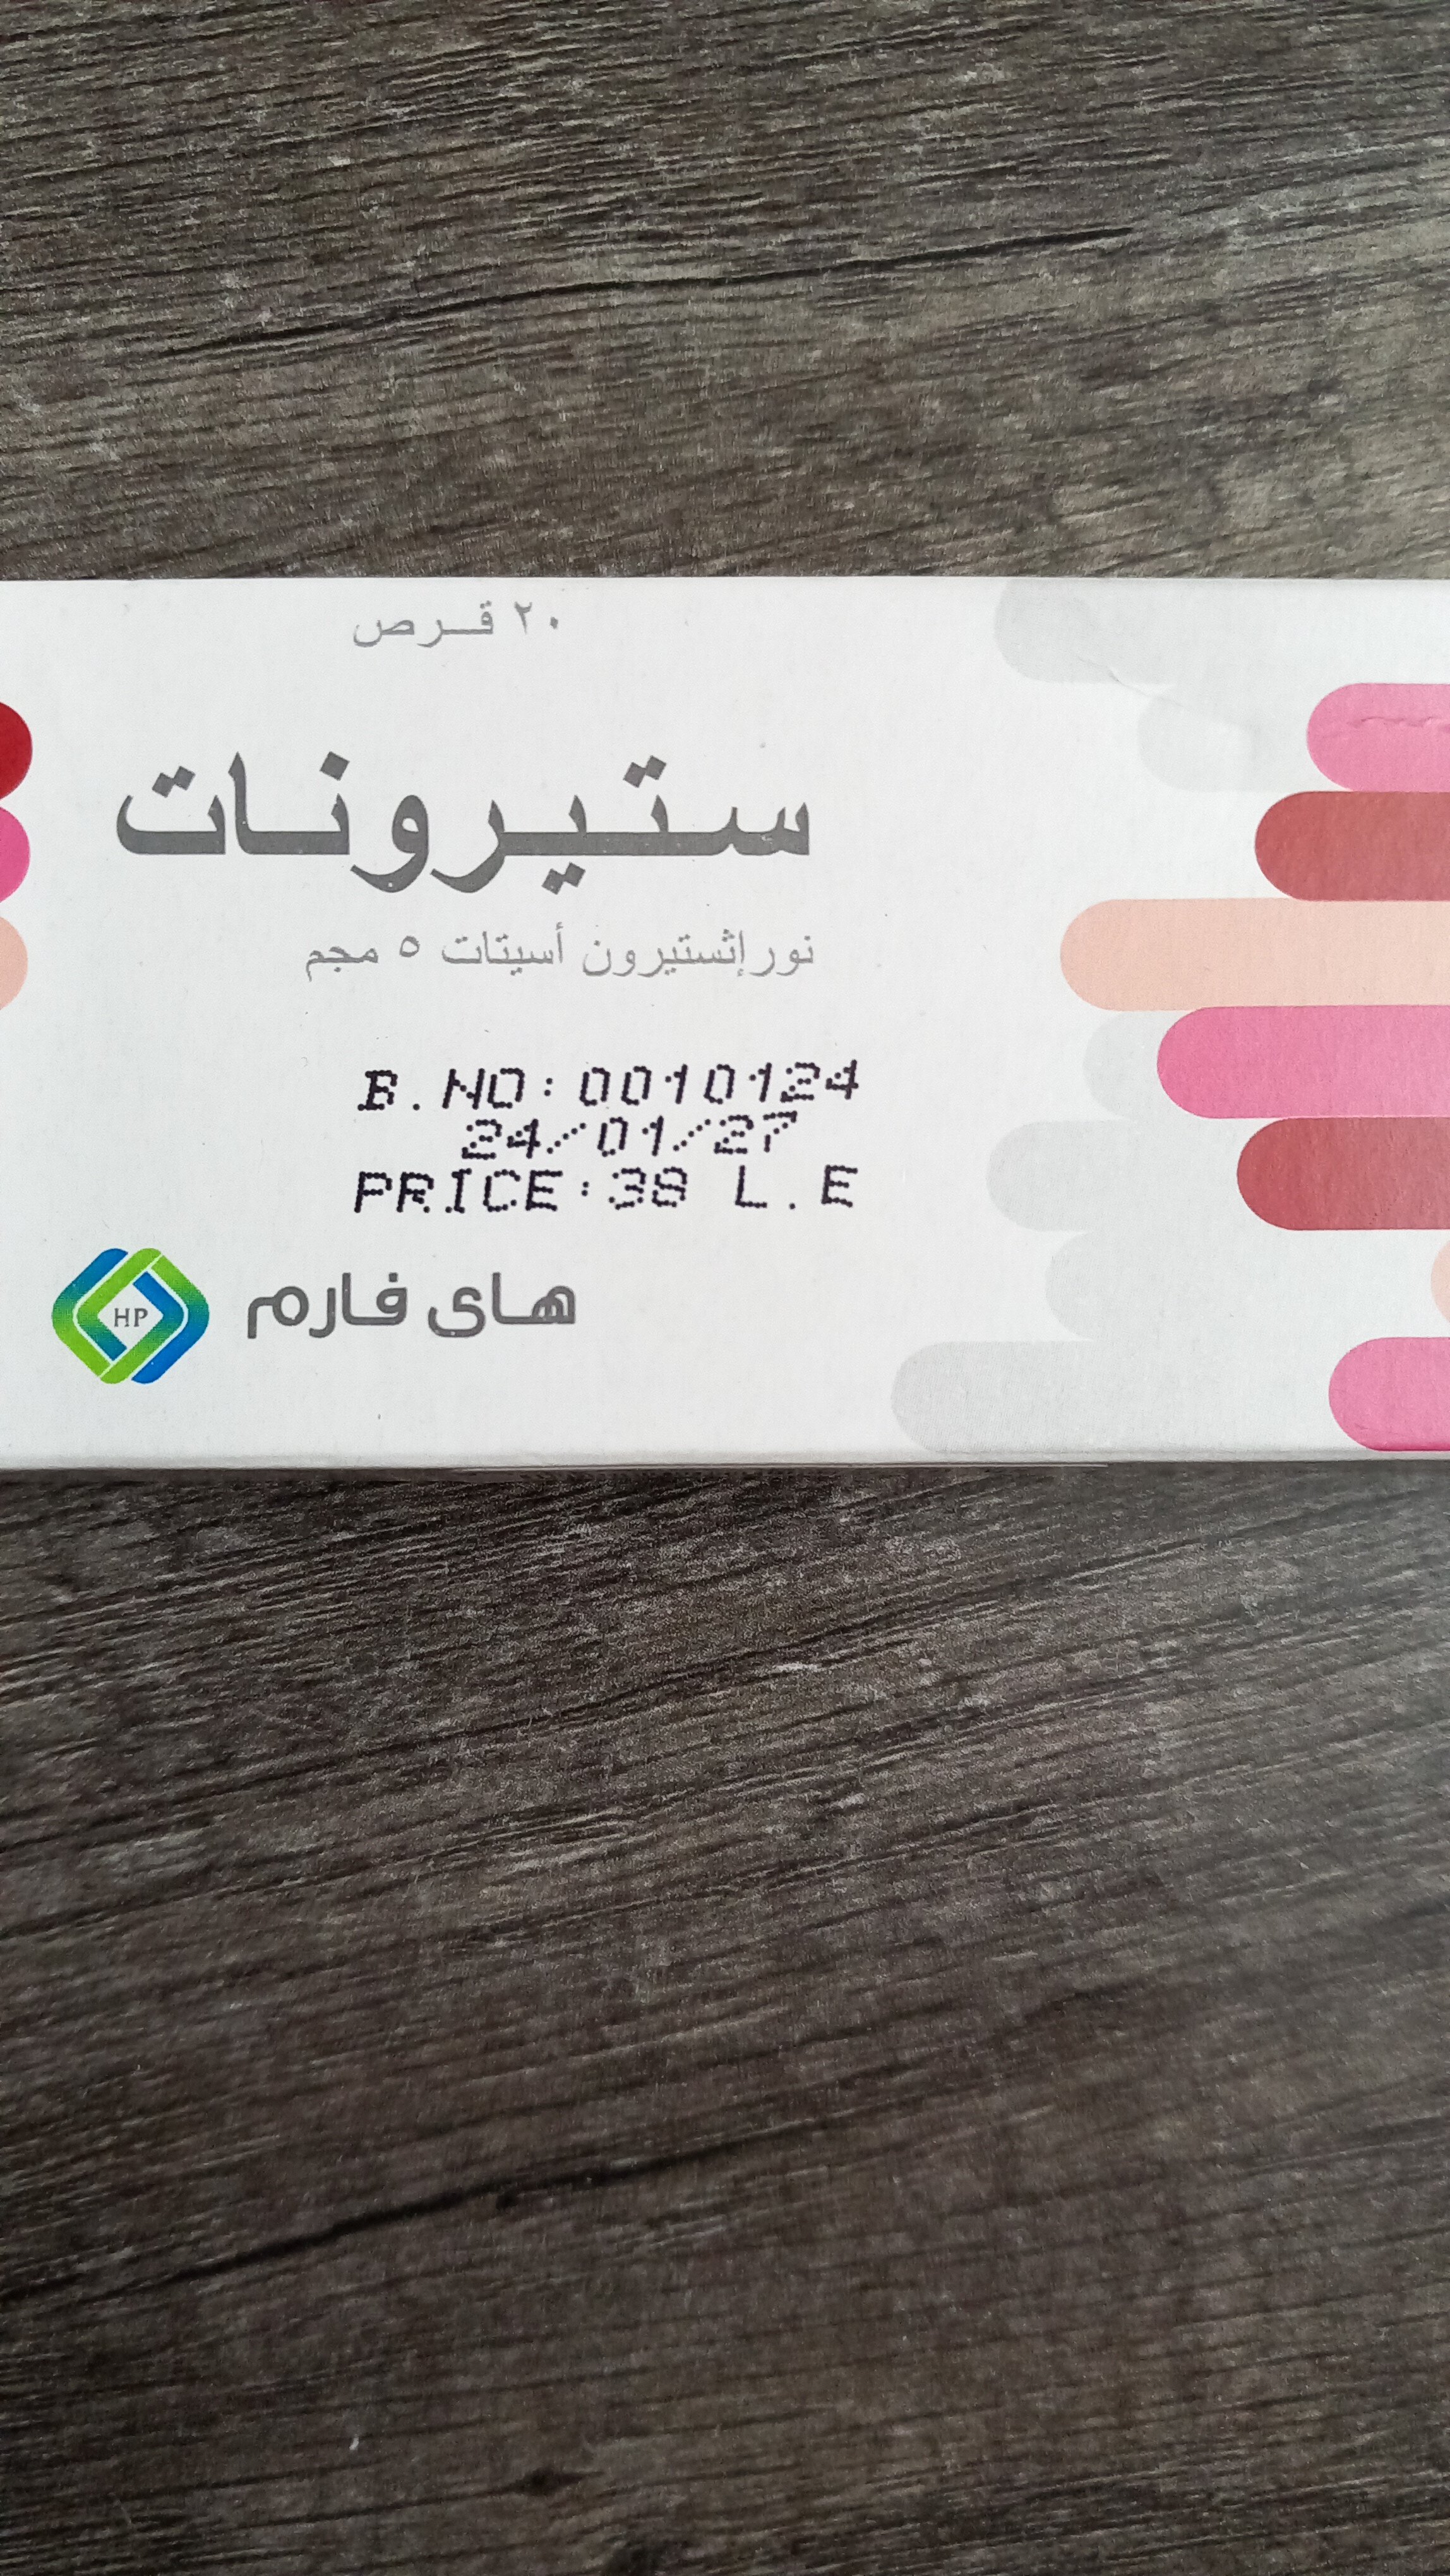 ٢٠ قرص
ستيرونات
نورإثستيرون أسيتات ٥ مجم
B.NO:0010124
24/01/27
PRICE:38 L.E
HP هاى فارم